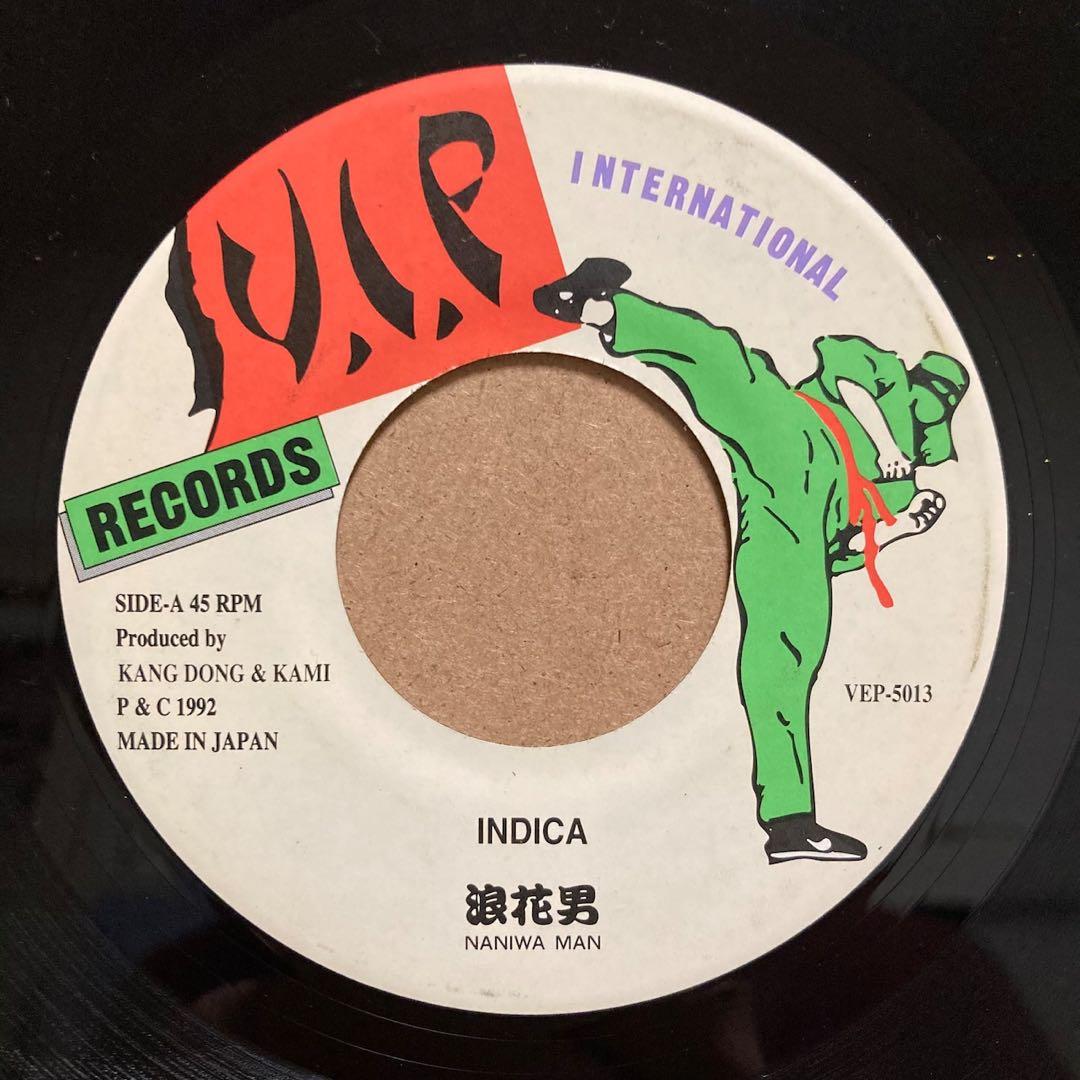 V.I.P
INTERNATIONAL
RECORDS
SIDE-A 45 RPM
Produced by
KANG DONG & KAMI
P & C 1992
MADE IN JAPAN
VEP-5013
INDICA
浪花男
NANIWA MAN